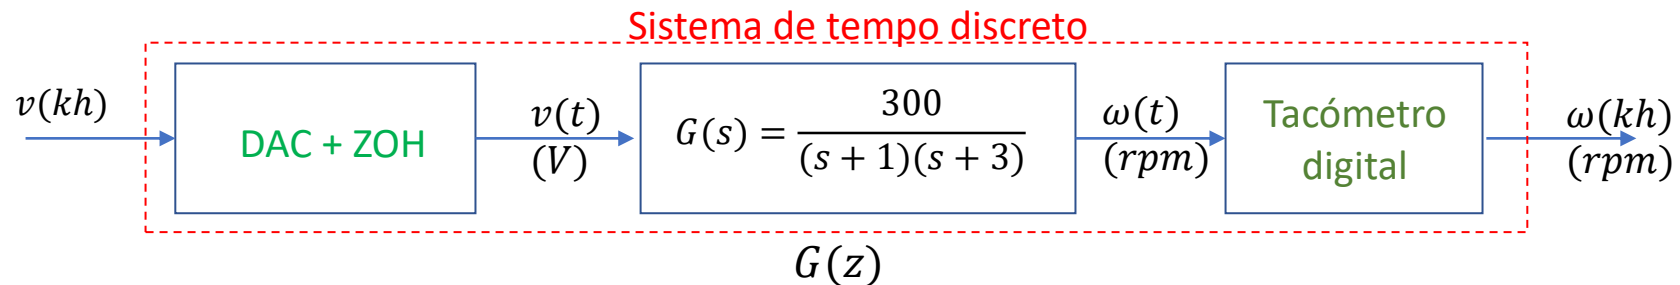 Sistema de tempo discreto
v(kh)
DAC + ZOH
v(t)
(V)
G(s) = 300 / (s + 1)(s + 3)
ω(t)
(rpm)
Tacómetro
digital
ω(kh)
(rpm)
G(z)